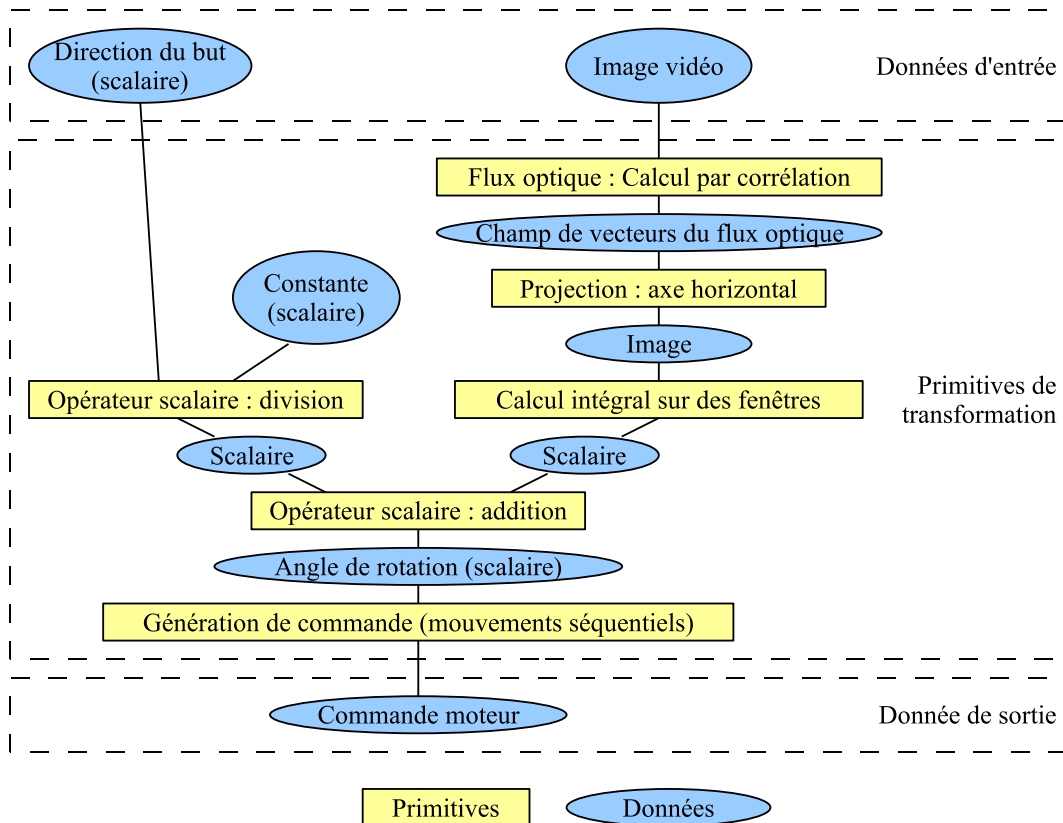 Direction du but
(scalaire)
Image vidéo
Données d'entrée
Flux optique : Calcul par corrélation
Champ de vecteurs du flux optique
Constante
(scalaire)
Projection : axe horizontal
Image
Opérateur scalaire : division
Calcul intégral sur des fenêtres
Primitives de
transformation
Scalaire
Scalaire
Opérateur scalaire : addition
Angle de rotation (scalaire)
Génération de commande (mouvements séquentiels)
Commande moteur
Donnée de sortie
Primitives
Données